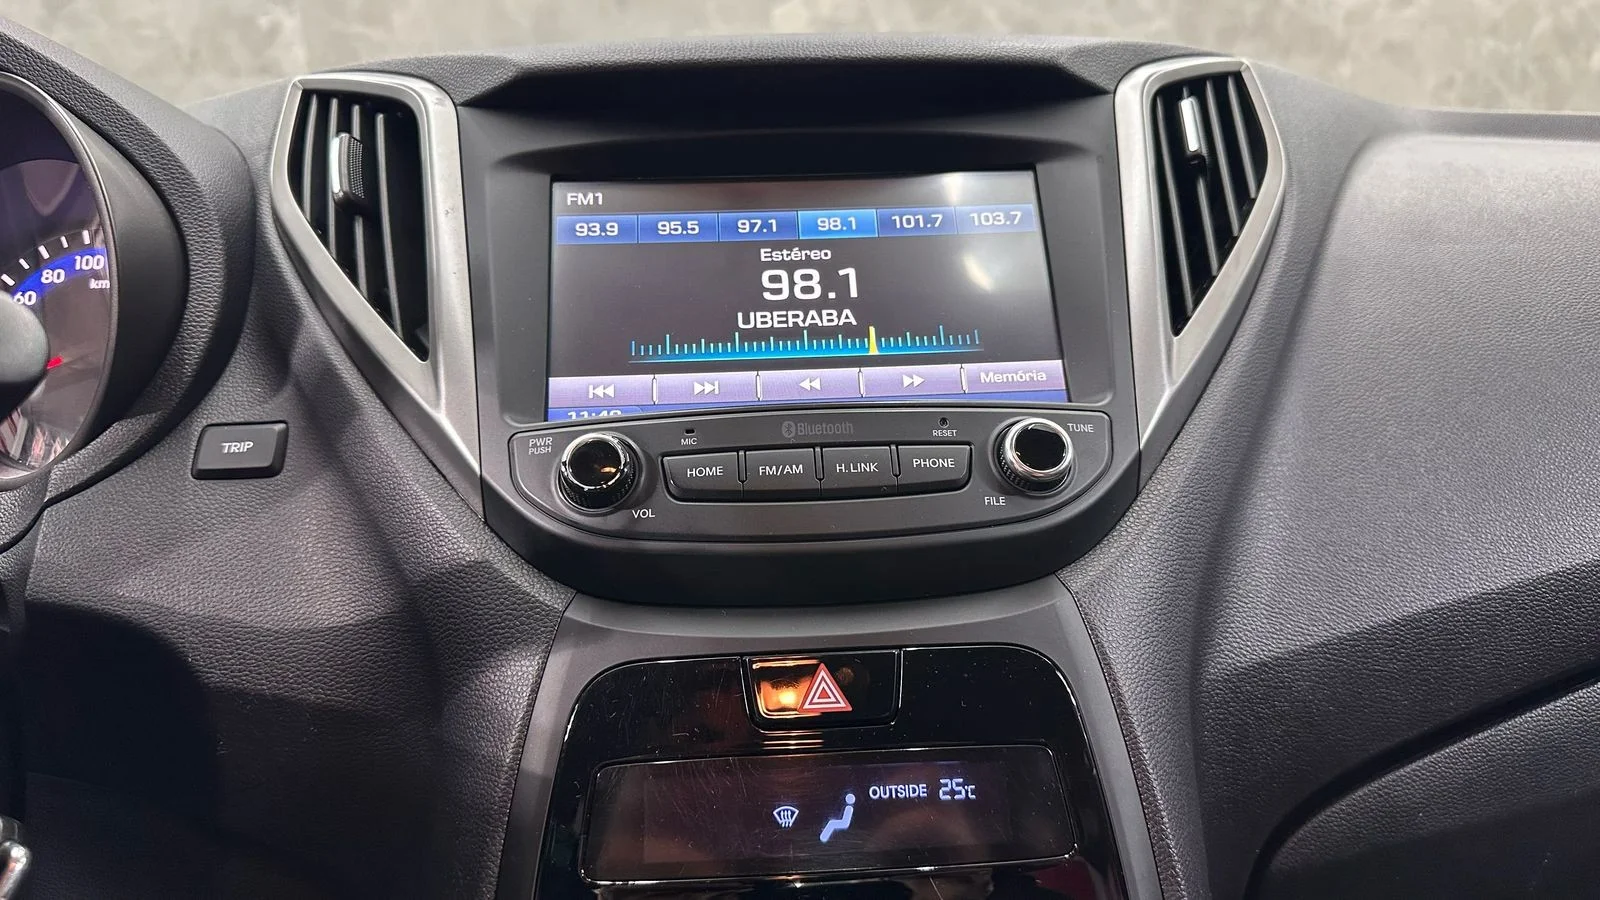 FM1
93.9 95.5 97.1 98.1 101.7 103.7
Estéreo
98.1
UBERABA
Memória
60 80 100
km
TRIP
PWR
PUSH
MIC
Bluetooth
RESET
TUNE
HOME FM/AM H.LINK PHONE
VOL
FILE
OUTSIDE 25°C